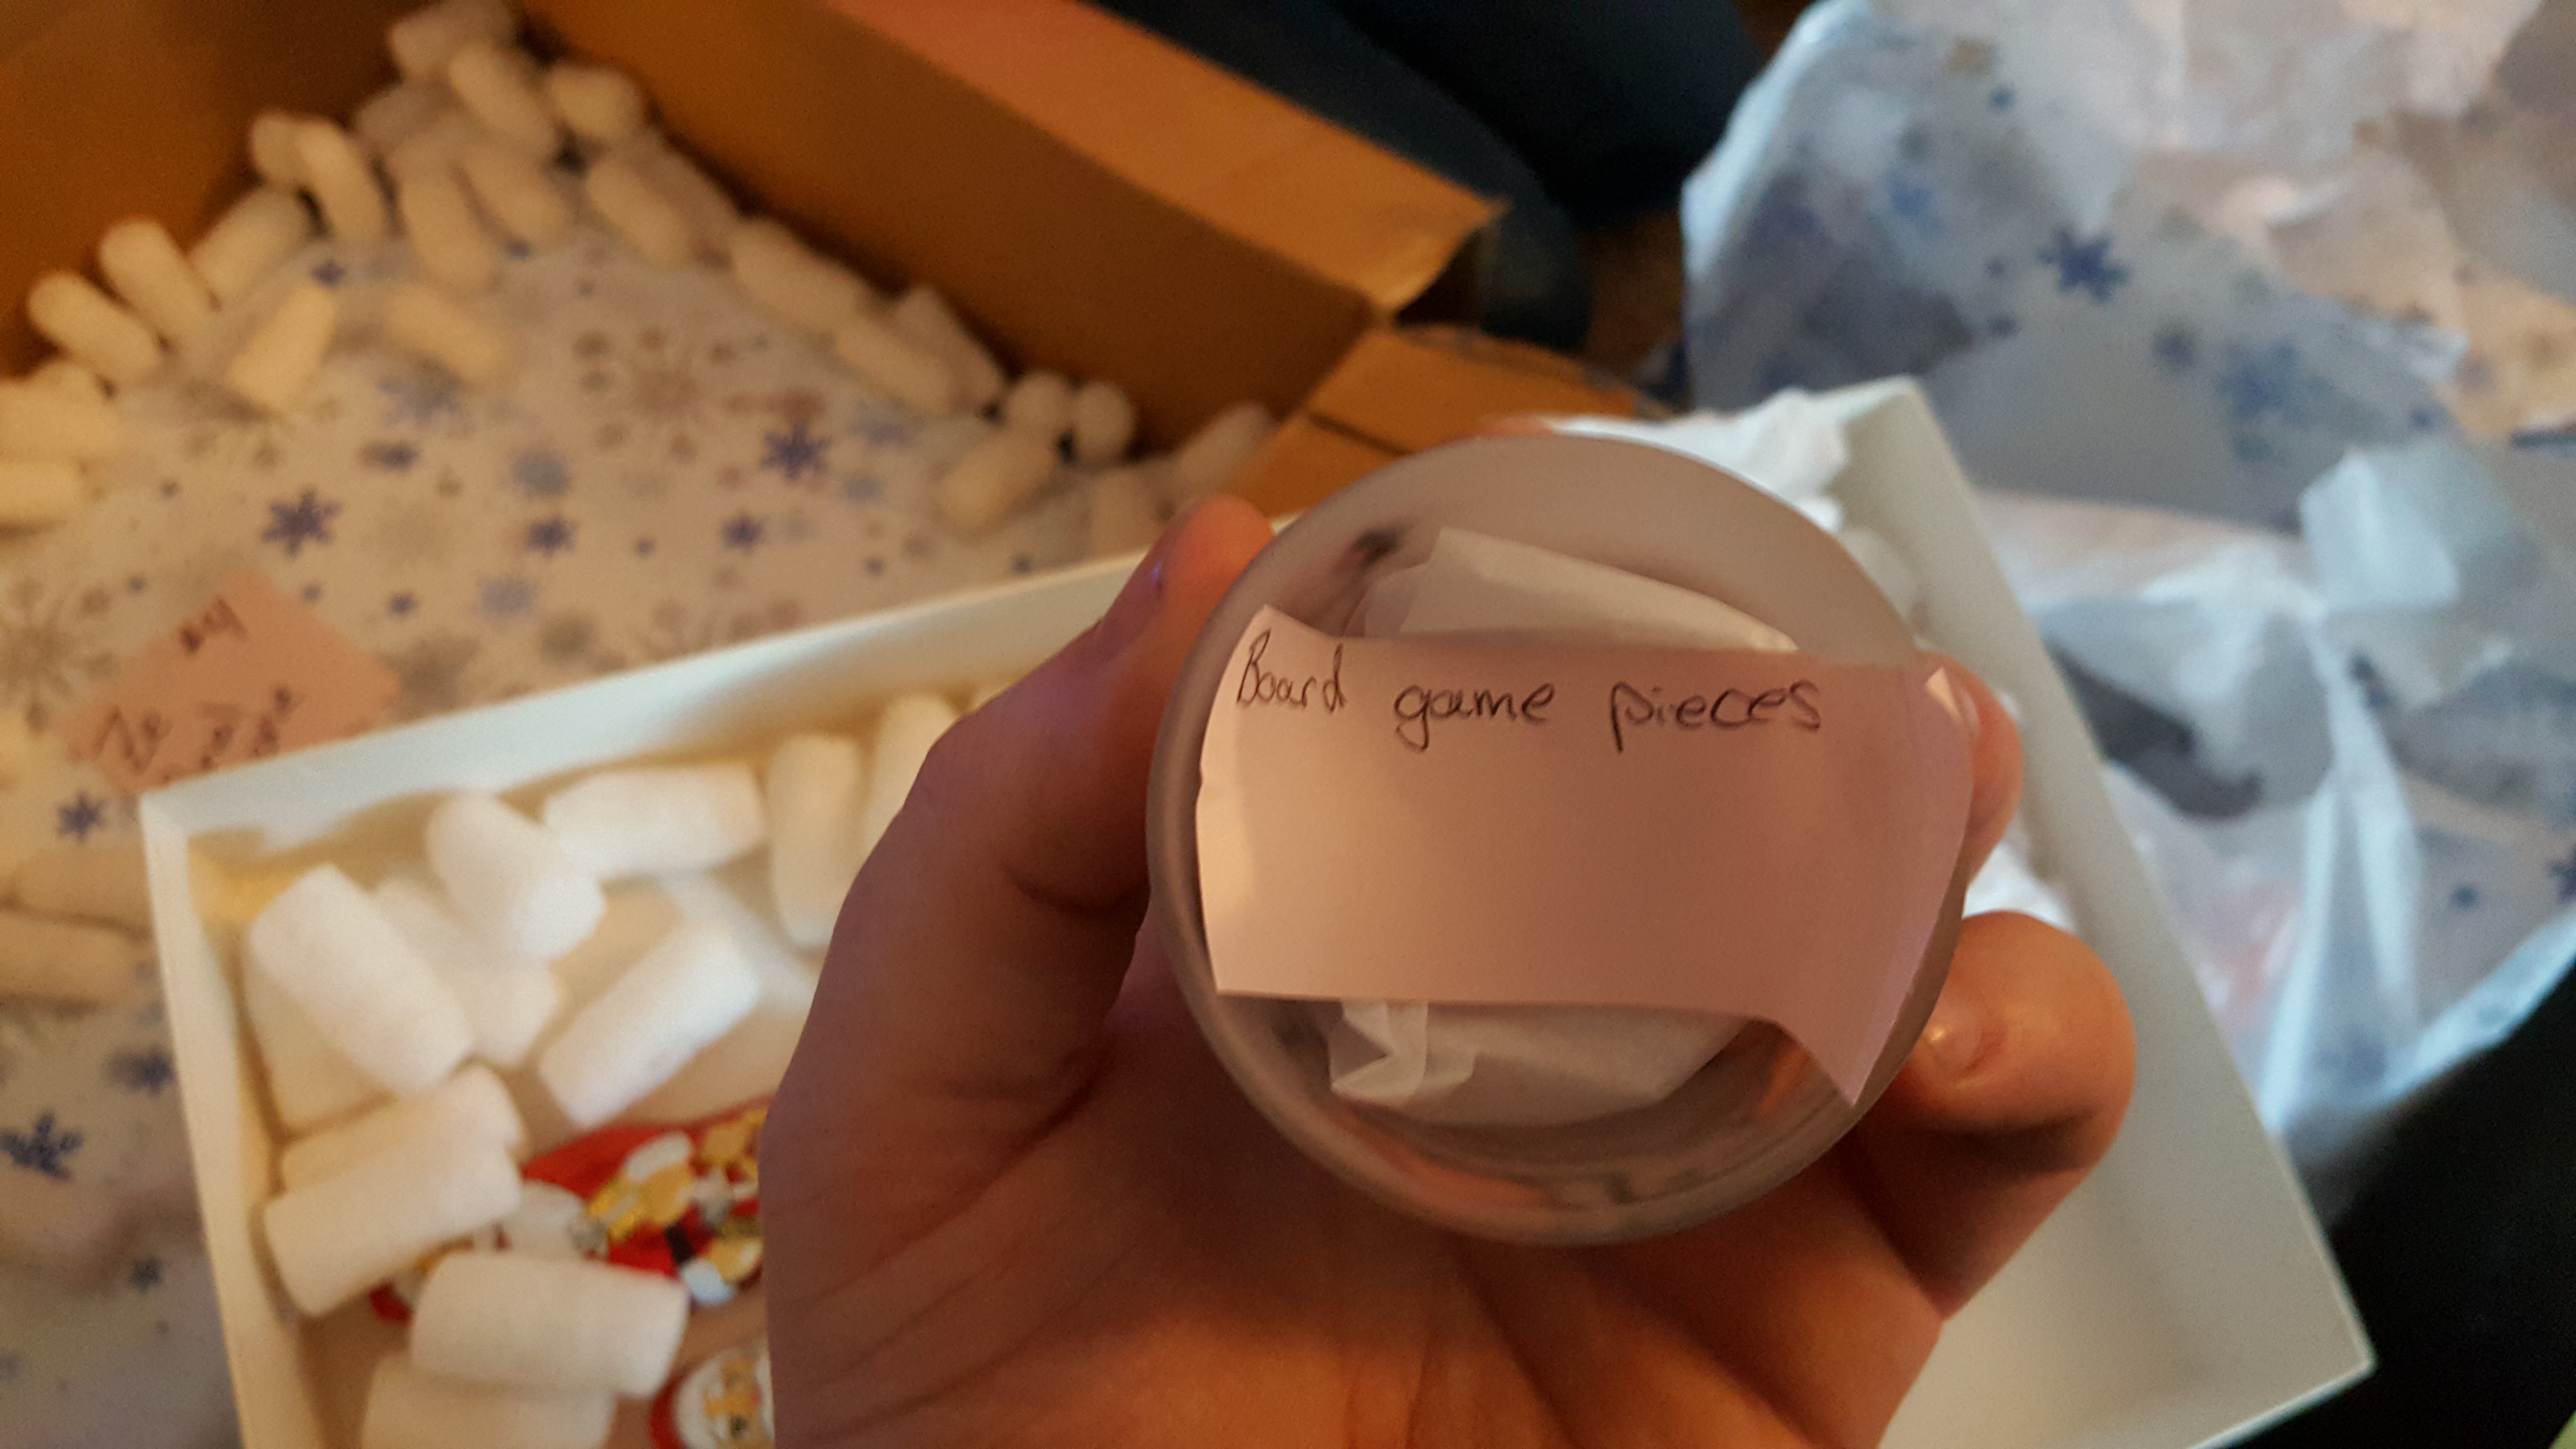 Board game pieces